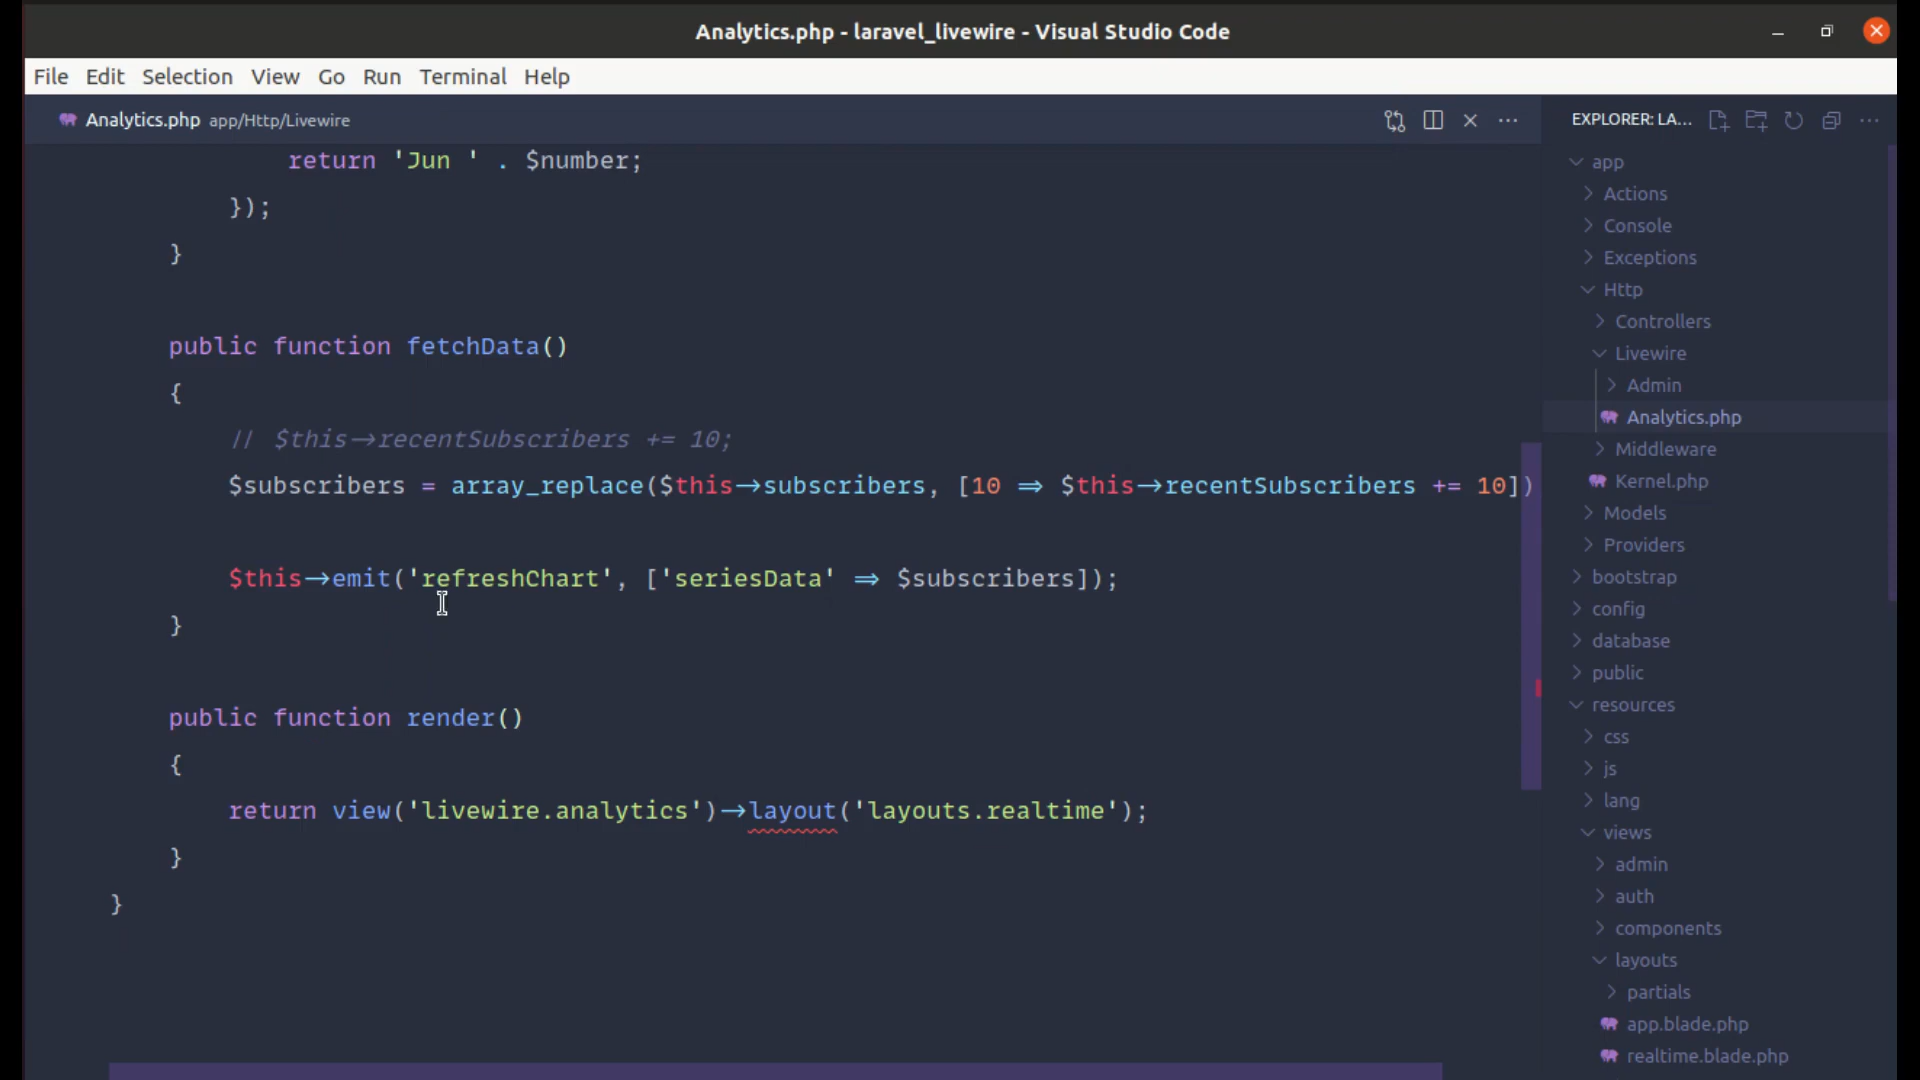 Analytics.php - laravel_livewire - Visual Studio Code
File Edit Selection View Go Run Terminal Help
Analytics.php app/Http/Livewire
return 'Jun ' . $number;
});
}
public function fetchData()
{
// $this->recentSubscribers += 10;
$subscribers = array_replace($this->subscribers, [10 => $this->recentSubscribers += 10])
$this->emit('refreshChart', ['seriesData' => $subscribers]);
}
public function render()
{
return view('livewire.analytics')->layout('layouts.realtime');
}
}
EXPLORER: LA...
app
Actions
Console
Exceptions
Http
Controllers
Livewire
Admin
Analytics.php
Middleware
Kernel.php
Models
Providers
bootstrap
config
database
public
resources
css
js
lang
views
admin
auth
components
layouts
partials
app.blade.php
realtime.blade.php